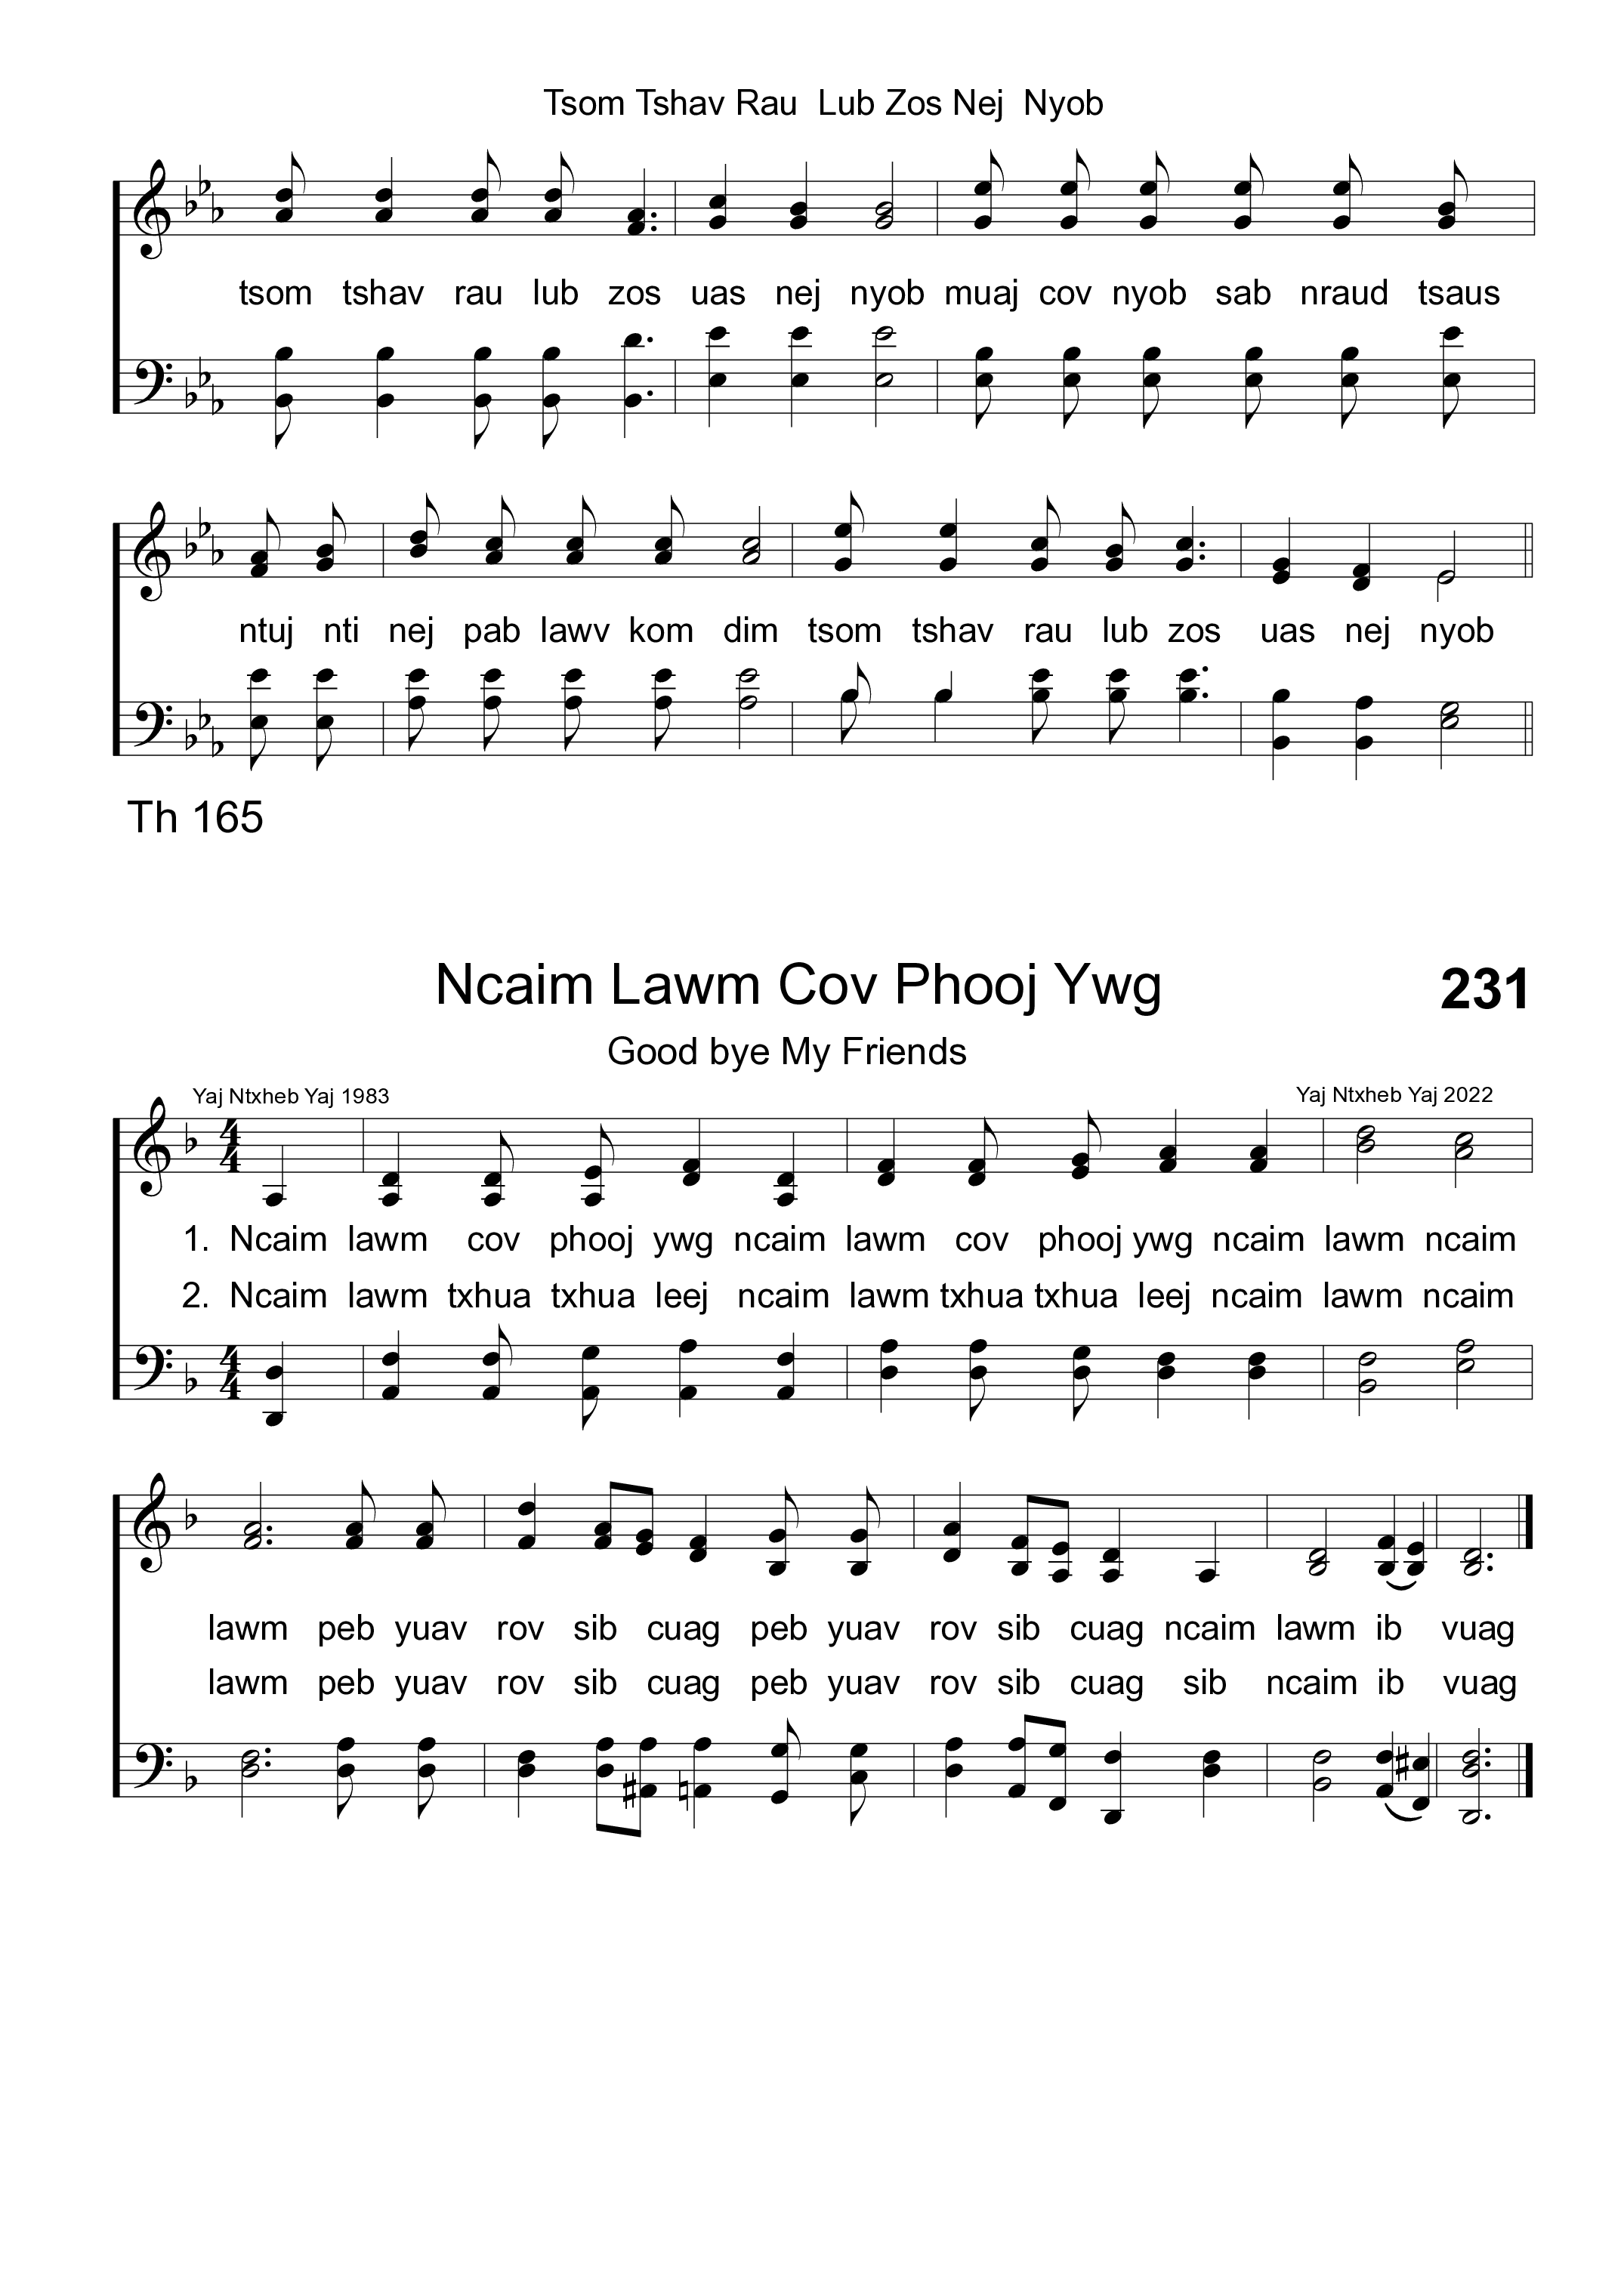 Tsom Tshav Rau Lub Zos Nej Nyob
tsom tshav rau lub zos uas nej nyob muaj cov nyob sab nraud tsaus
ntuj nti nej pab lawv kom dim tsom tshav rau lub zos uas nej nyob
Th 165
Ncaim Lawm Cov Phooj Ywg 231
Good bye My Friends
Yaj Ntxheb Yaj 1983 Yaj Ntxheb Yaj 2022
4
4
1. Ncaim lawm cov phooj ywg ncaim lawm cov phooj ywg ncaim lawm ncaim
2. Ncaim lawm txhua txhua leej ncaim lawm txhua txhua leej ncaim lawm ncaim
4
4
lawm peb yuav rov sib cuag peb yuav rov sib cuag ncaim lawm ib vuag
lawm peb yuav rov sib cuag peb yuav rov sib cuag sib ncaim ib vuag